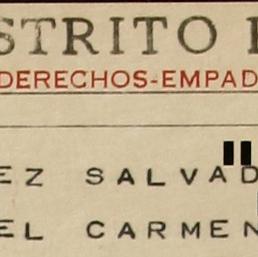 STRITO
DERECHOS-EMPAD
EZ SALVAD
EL CARMEN